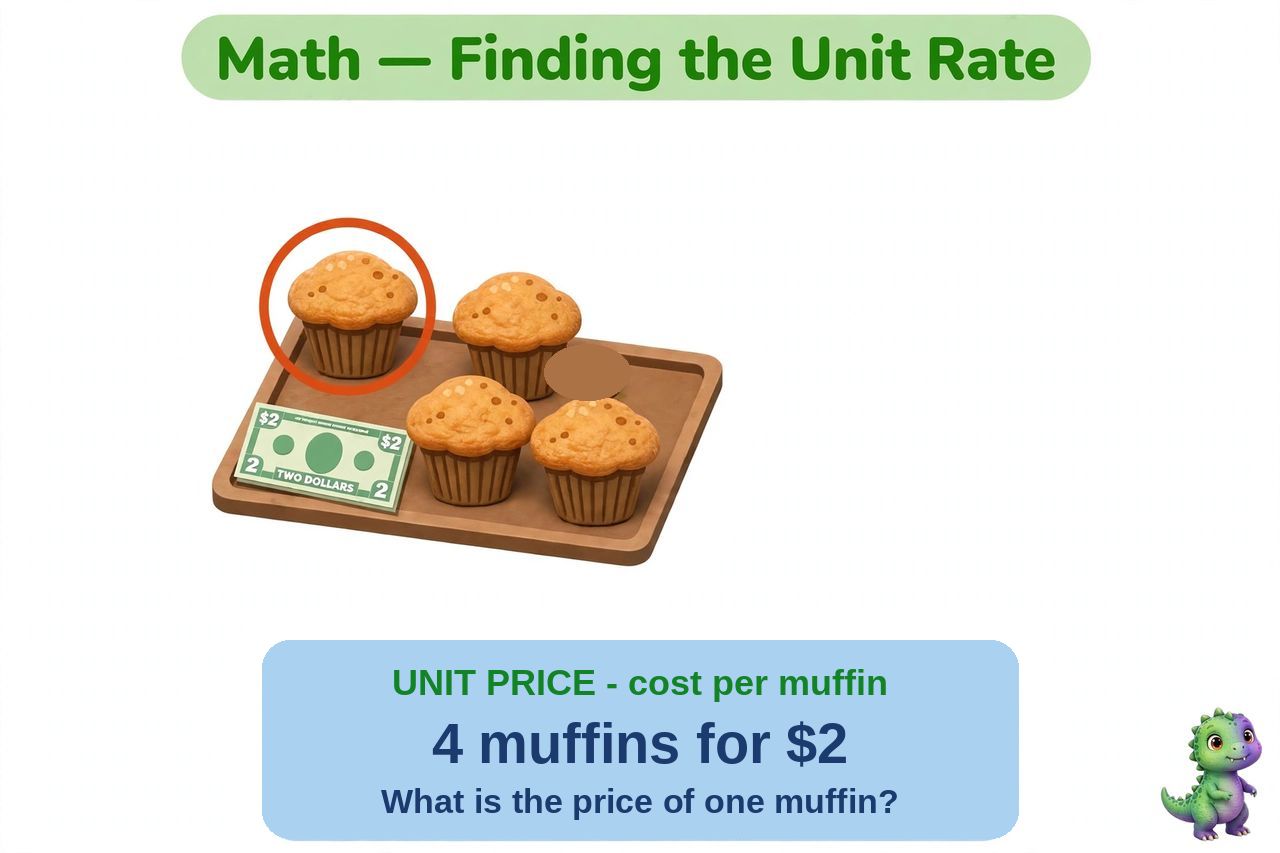 Math — Finding the Unit Rate
$2
$2
2
TWO DOLLARS
2
UNIT PRICE - cost per muffin
4 muffins for $2
What is the price of one muffin?